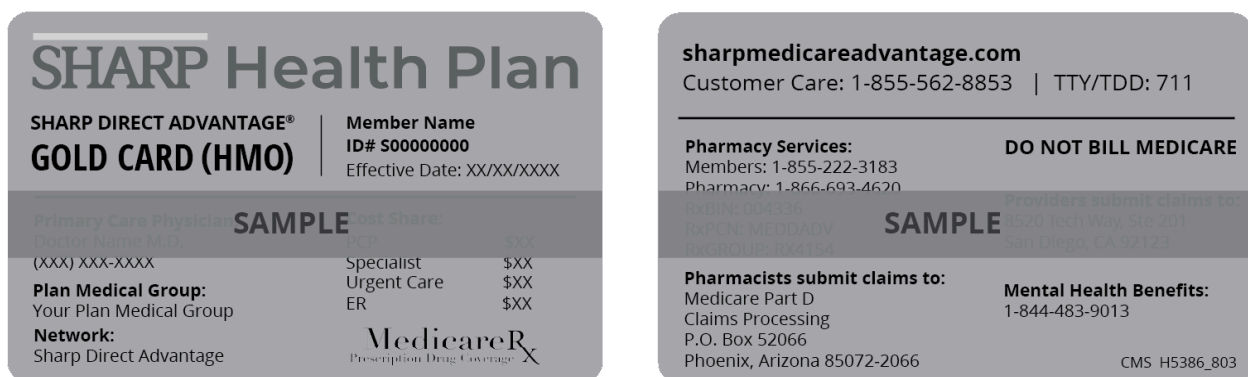 SHARP Health Plan
SHARP DIRECT ADVANTAGE®
GOLD CARD (HMO)
Member Name
ID# S00000000
Effective Date: XX/XX/XXXX
Primary Care Physician
Doctor Name M.D.
(XXX) XXX-XXXX
Plan Medical Group:
Your Plan Medical Group
Network:
Sharp Direct Advantage
SAMPLE
Cost Share:
PCP $XX
Specialist $XX
Urgent Care $XX
ER $XX
MedicareRx
Prescription Drug Coverage
sharpmedicareadvantage.com
Customer Care: 1-855-562-8853 | TTY/TDD: 711
Pharmacy Services:
Members: 1-855-222-3183
Pharmacy: 1-866-693-4620
RxBIN: 004336
RxPCN: MEDDADV
RxGROUP: RX4154
Pharmacists submit claims to:
Medicare Part D
Claims Processing
P.O. Box 52066
Phoenix, Arizona 85072-2066
SAMPLE
DO NOT BILL MEDICARE
Providers submit claims to:
8520 Tech Way, Ste 201
San Diego, CA 92123
Mental Health Benefits:
1-844-483-9013
CMS H5386_803